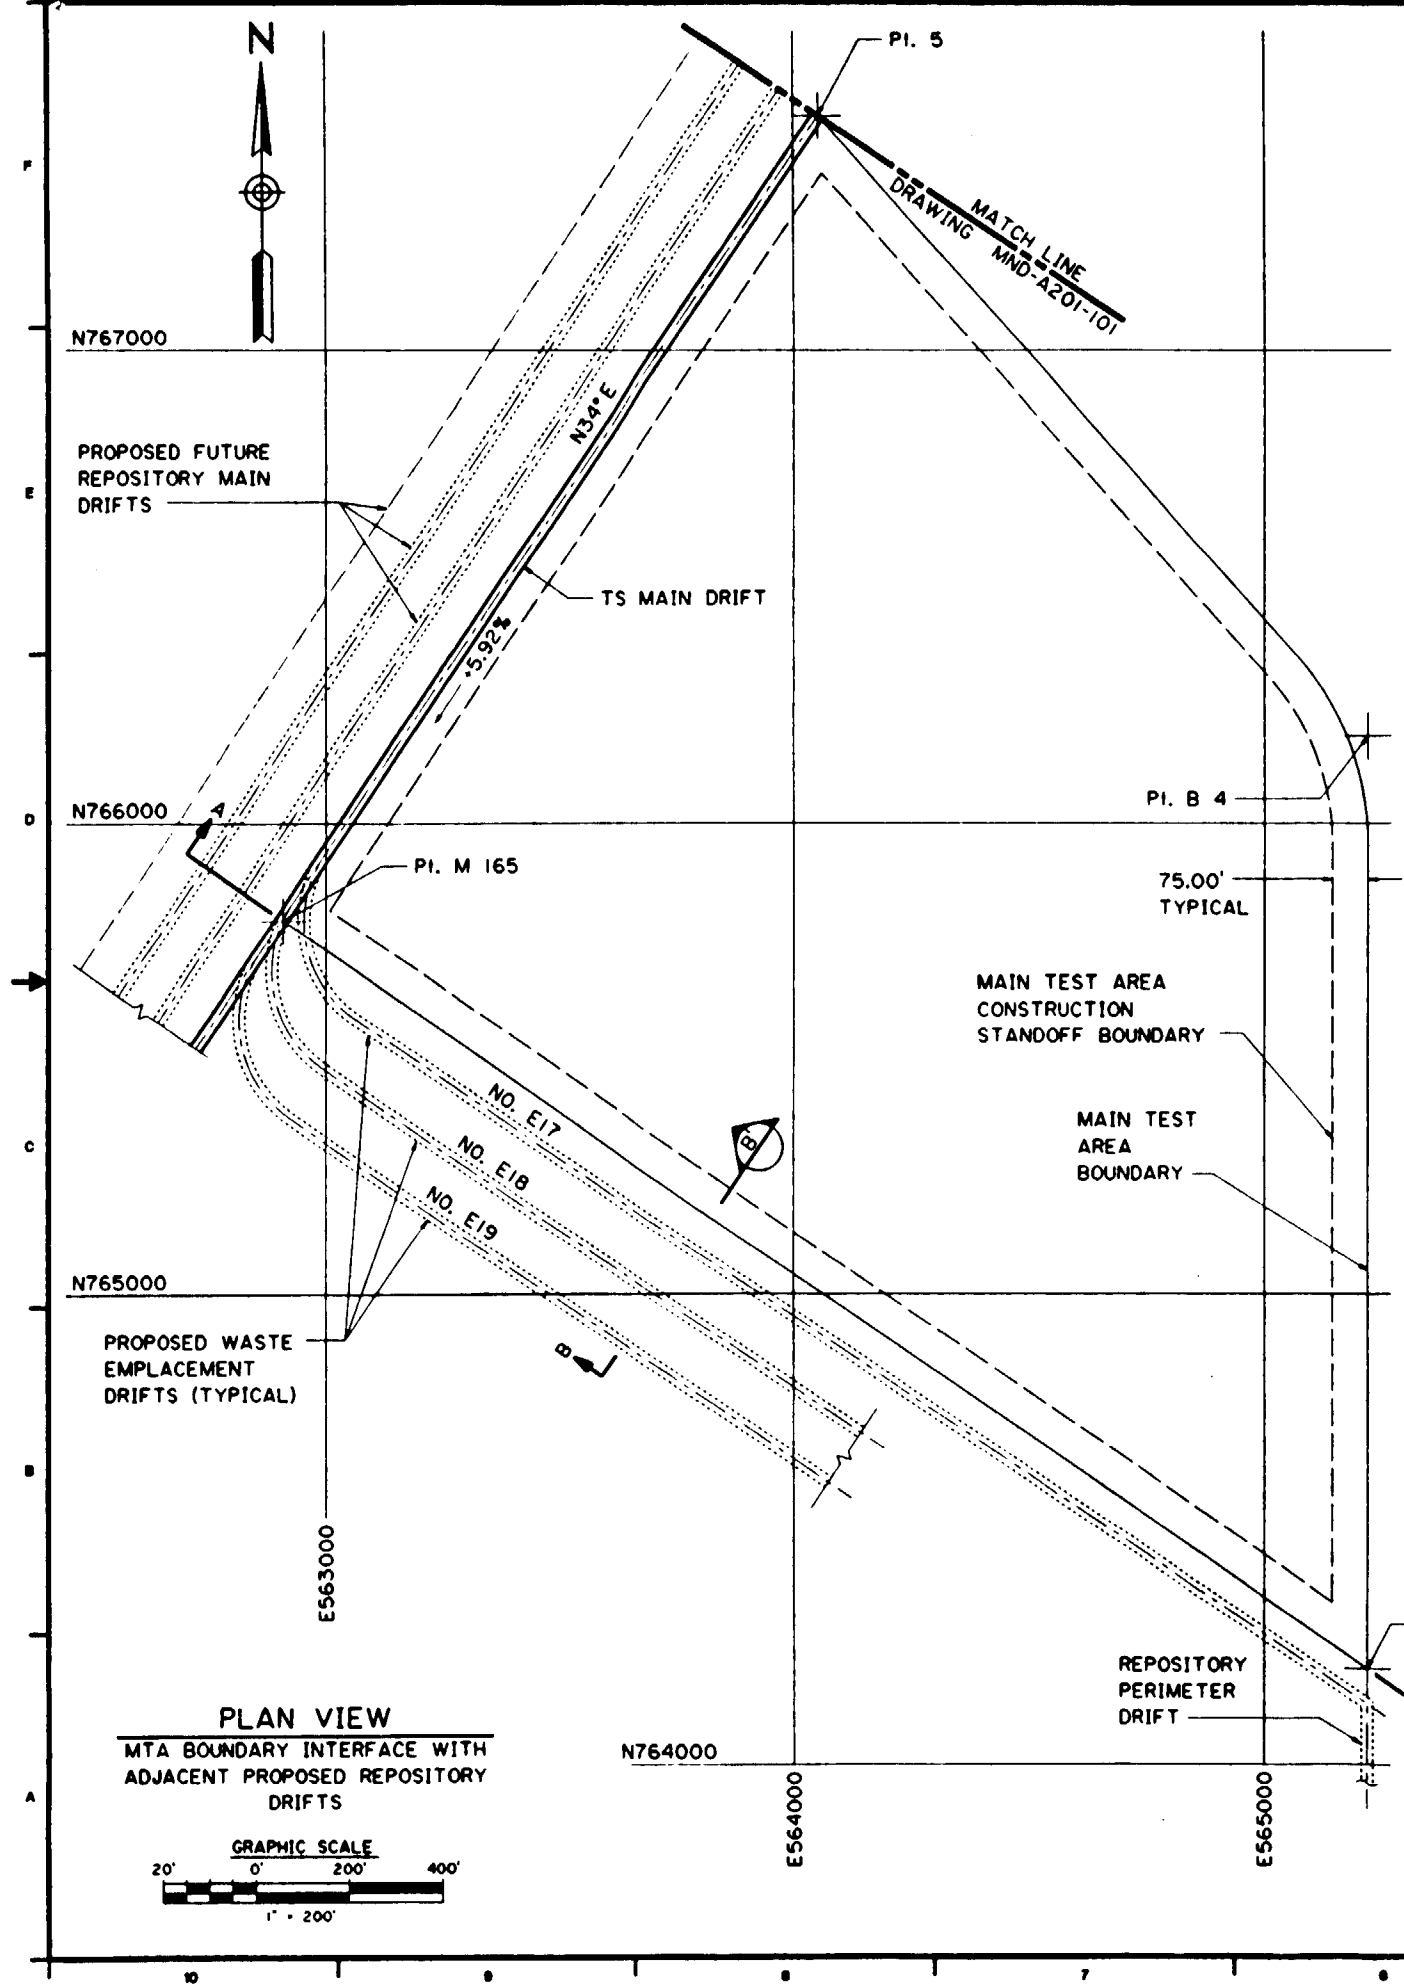 N
Pt. 5
F
MATCH LINE
DRAWING MND-A201-101
N767000
N34°E
PROPOSED FUTURE
REPOSITORY MAIN
DRIFTS
E
TS MAIN DRIFT
+5.92%
N766000
A
D
Pt. B 4
Pt. M 165
75.00'
TYPICAL
MAIN TEST AREA
CONSTRUCTION
STANDOFF BOUNDARY
NO. E17
B
MAIN TEST
AREA
BOUNDARY
C
NO. E18
NO. E19
N765000
PROPOSED WASTE
EMPLACEMENT
DRIFTS (TYPICAL)
B
B
E563000
REPOSITORY
PERIMETER
DRIFT
PLAN VIEW
MTA BOUNDARY INTERFACE WITH
ADJACENT PROPOSED REPOSITORY
DRIFTS
N764000
A
E564000
E565000
GRAPHIC SCALE
20' 0' 200' 400'
1" = 200'
10 9 8 7 6